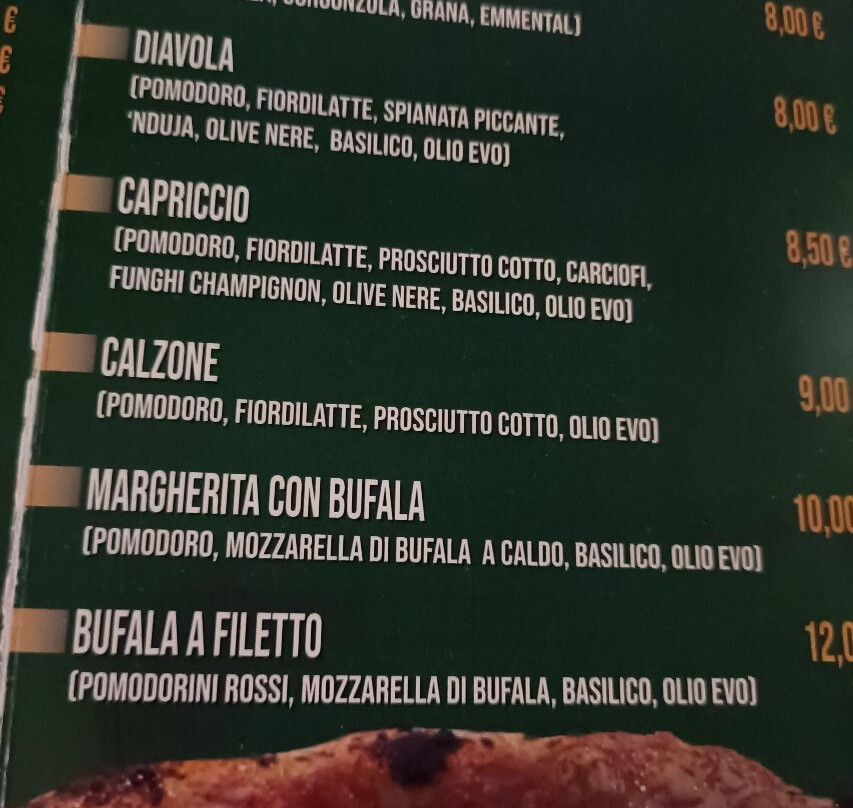 GRANA, EMMENTAL)
8,00 €
DIAVOLA
(POMODORO, FIORDILATTE, SPIANATA PICCANTE,
'NDUJA, OLIVE NERE, BASILICO, OLIO EVO)
8,00 €
CAPRICCIO
(POMODORO, FIORDILATTE, PROSCIUTTO COTTO, CARCIOFI,
FUNGHI CHAMPIGNON, OLIVE NERE, BASILICO, OLIO EVO)
8,50 €
CALZONE
(POMODORO, FIORDILATTE, PROSCIUTTO COTTO, OLIO EVO)
9,00
MARGHERITA CON BUFALA
(POMODORO, MOZZARELLA DI BUFALA A CALDO, BASILICO, OLIO EVO)
10,00
BUFALA A FILETTO
(POMODORINI ROSSI, MOZZARELLA DI BUFALA, BASILICO, OLIO EVO)
12,0
€
€
€